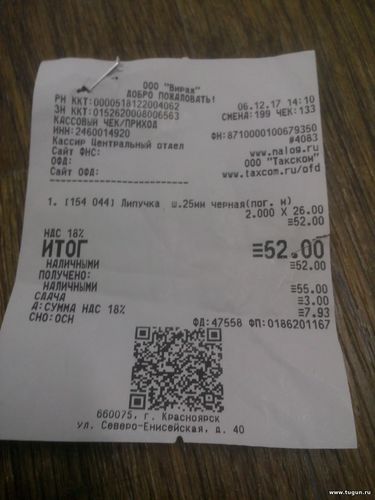 ООО "Вираж"
ДОБРО ПОЖАЛОВАТЬ!
РН ККТ:0000518122004062 06.12.17 14:10
ЗН ККТ:0152620008006563 СМЕНА:199 ЧЕК:133
КАССОВЫЙ ЧЕК/ПРИХОД
ИНН:2460014920 ФН:8710000100679350
Кассир Центральный отдел #4083
Сайт ФНС: www.nalog.ru
ОФД: ООО "Такском"
Сайт ОФД: www.taxcom.ru/ofd
1. [154 044] Липучка ш.25мм черная(пог. м)
2.000 X 26.00
НДС 18% ≡52.00
ИТОГ ≡52.00
НАЛИЧНЫМИ ≡52.00
ПОЛУЧЕНО:
НАЛИЧНЫМИ ≡55.00
СДАЧА ≡3.00
А:СУММА НДС 18% ≡7.93
СНО:ОСН ФД:47558 ФП:0186201167
660075, г. Красноярск
ул. Северо-Енисейская, д. 40
www.tugun.ru